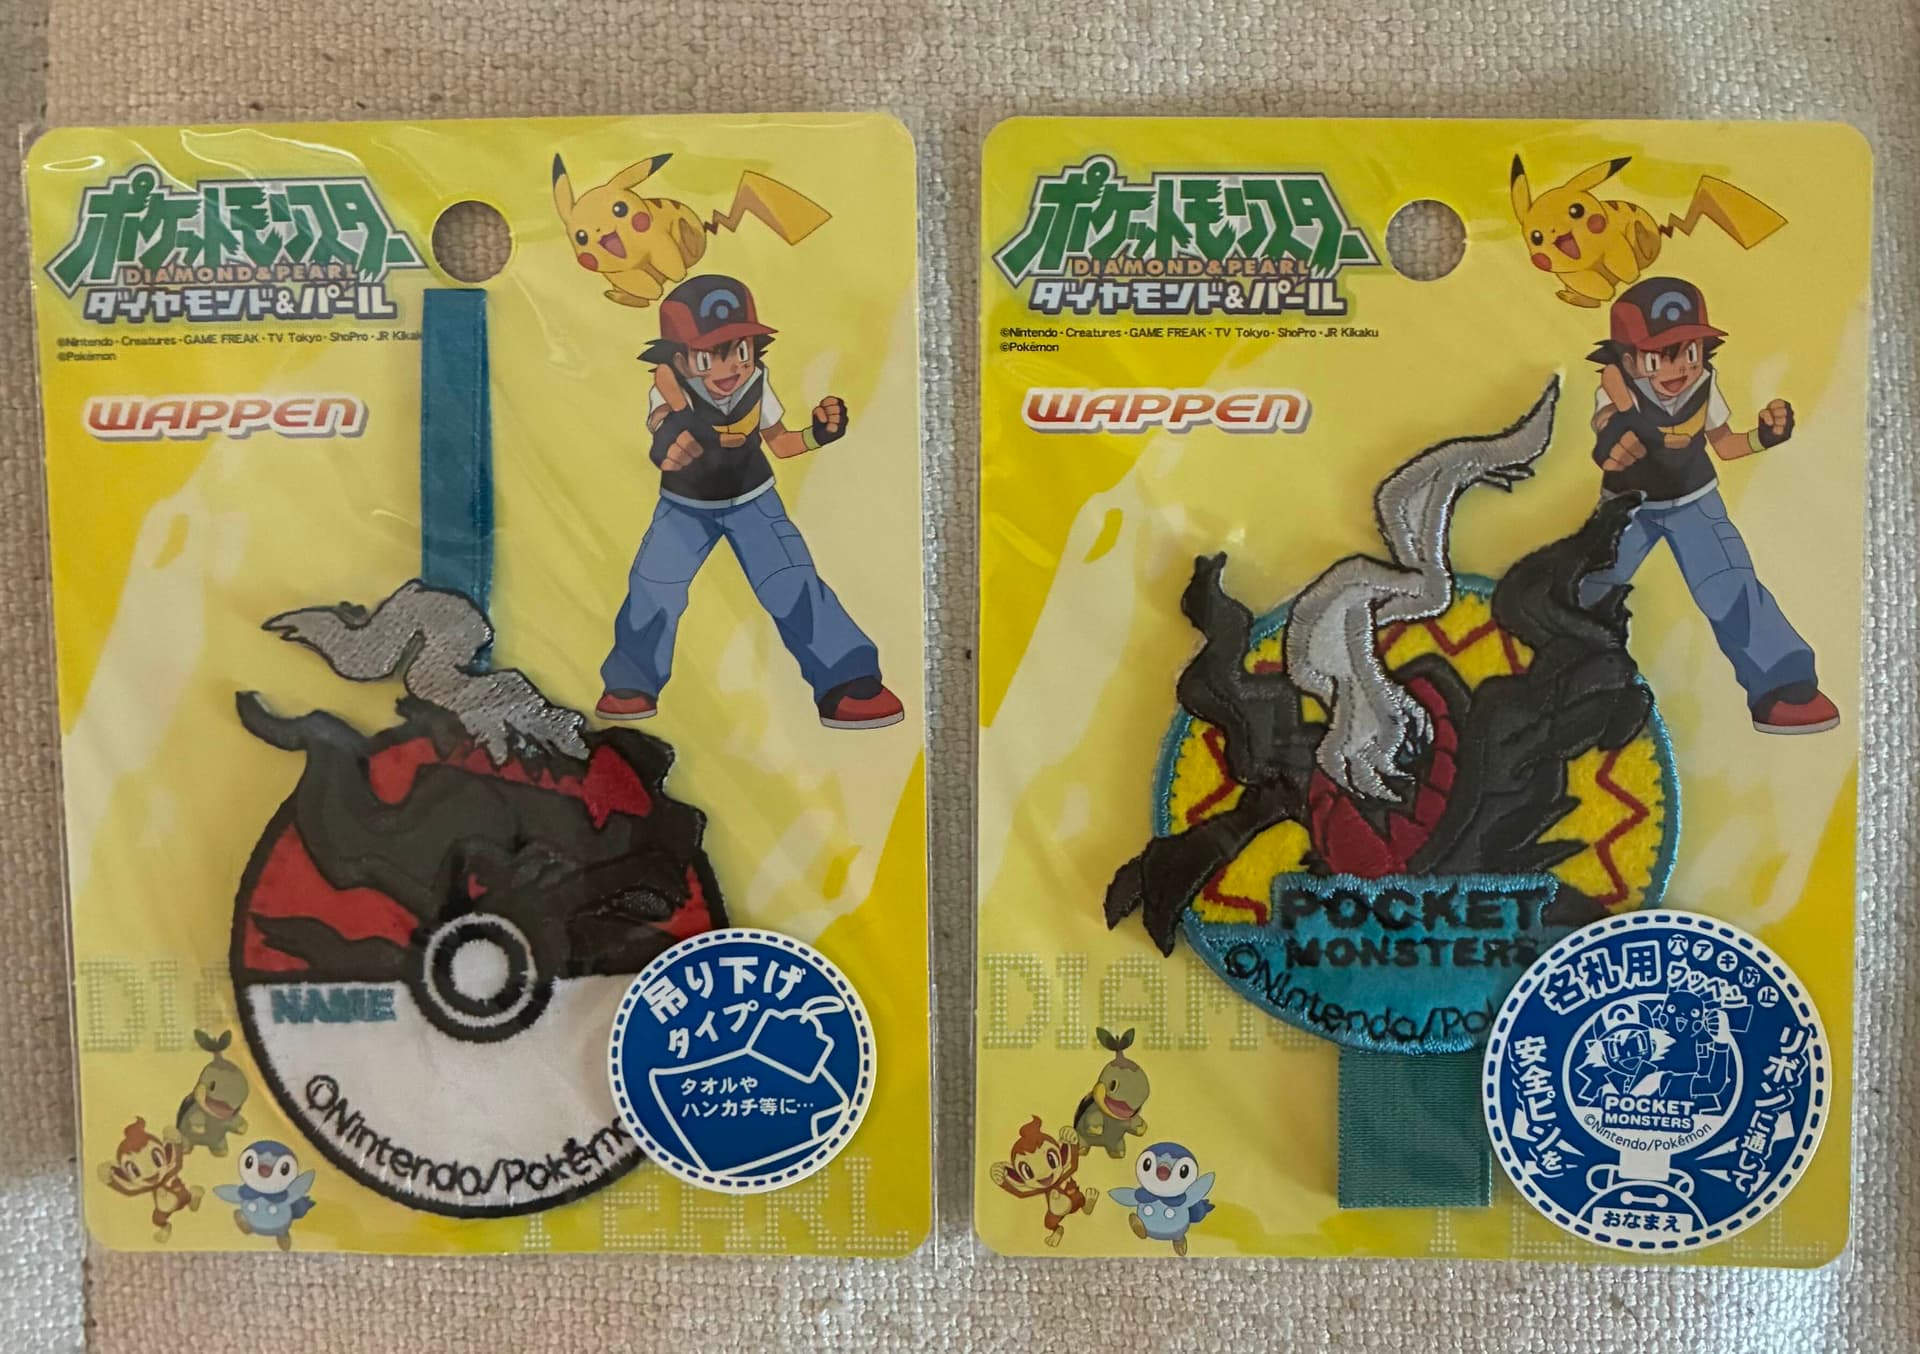 ポケットモンスター
DIAMOND&PEARL
ダイヤモンド&パール
©Nintendo・Creatures・GAME FREAK・TV Tokyo・ShoPro・JR Kikak
©Pokémon
WAPPEN
NAME
©Nintendo/Pokémo
吊り下げ
タイプ
タオルや
ハンカチ等に…
DI
PEARL
ポケットモンスター
DIAMOND&PEARL
ダイヤモンド&パール
©Nintendo・Creatures・GAME FREAK・TV Tokyo・ShoPro・JR Kikaku
©Pokémon
WAPPEN
POCKET
MONSTERS
©Nintendo/Po
DIAM
名札用
穴アキ防止
ワッペン
安全ピンを
リボンに通して
POCKET
MONSTERS
©Nintendo/Pokémon
おなまえ